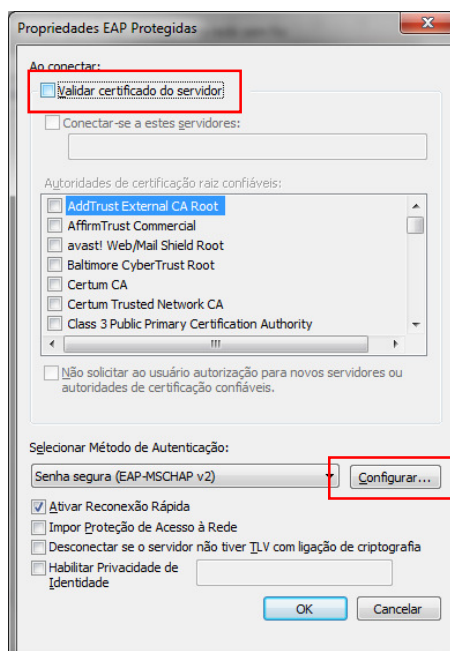 Propriedades EAP Protegidas
Ao conectar:
Validar certificado do servidor
Conectar-se a estes servidores:
Autoridades de certificação raiz confiáveis:
AddTrust External CA Root
AffirmTrust Commercial
avast! Web/Mail Shield Root
Baltimore CyberTrust Root
Certum CA
Certum Trusted Network CA
Class 3 Public Primary Certification Authority
Não solicitar ao usuário autorização para novos servidores ou
autoridades de certificação confiáveis.
Selecionar Método de Autenticação:
Senha segura (EAP-MSCHAP v2)
Configurar...
Ativar Reconexão Rápida
Impor Proteção de Acesso à Rede
Desconectar se o servidor não tiver TLV com ligação de criptografia
Habilitar Privacidade de
Identidade
OK
Cancelar